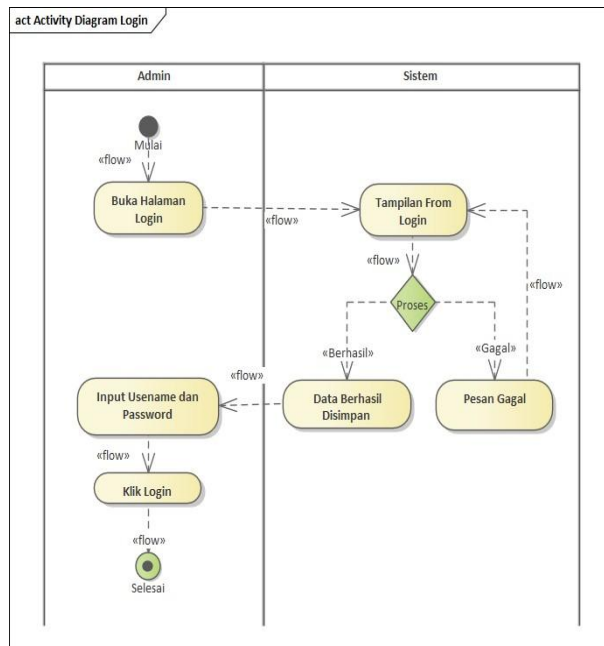 act Activity Diagram Login
Admin
Sistem
Mulai
«flow»
Buka Halaman
Login
«flow»
Tampilan From
Login
«flow»
«flow»
Proses
«Berhasil»
«Gagal»
«flow»
Input Usename dan
Password
Data Berhasil
Disimpan
Pesan Gagal
«flow»
Klik Login
«flow»
Selesai